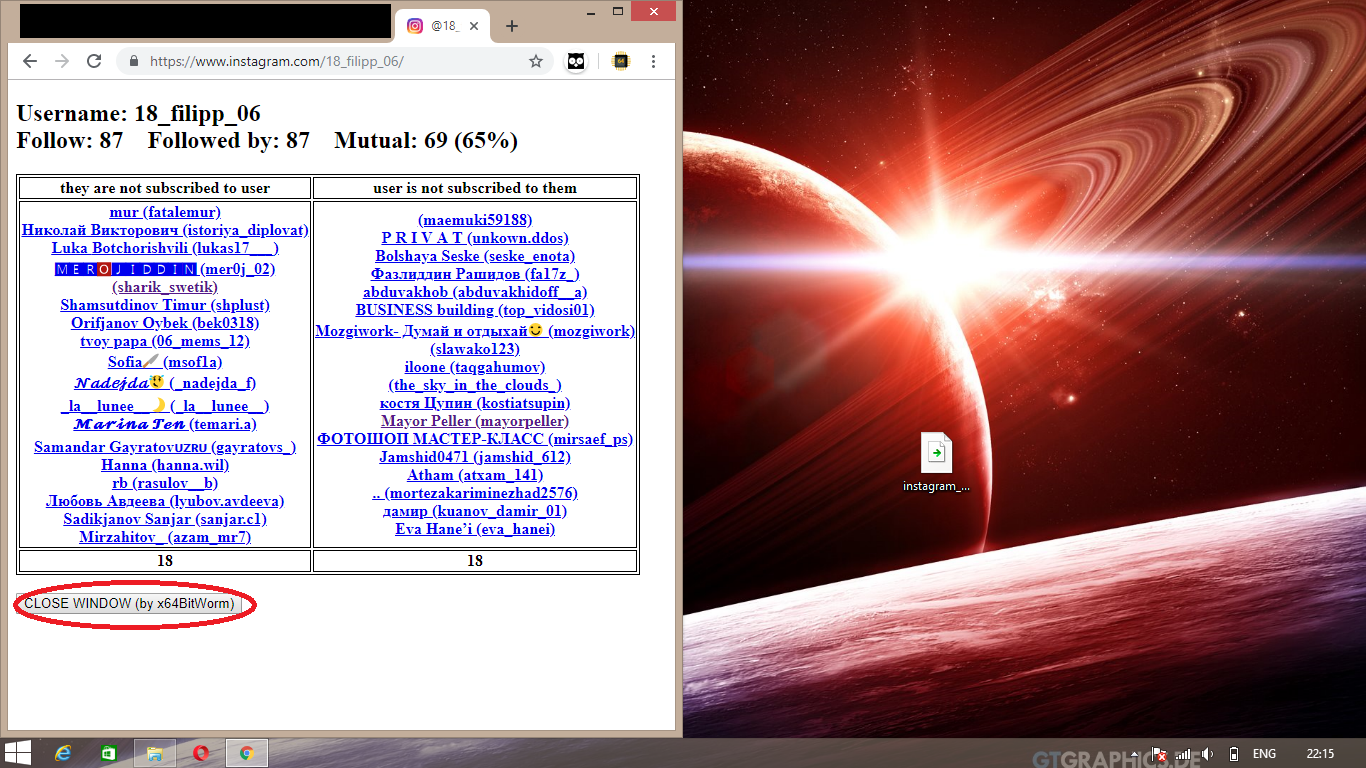 @18_
https://www.instagram.com/18_filipp_06/
Username: 18_filipp_06
Follow: 87 Followed by: 87 Mutual: 69 (65%)
they are not subscribed to user
user is not subscribed to them
mur (fatalemur)
Николай Викторович (istoriya_diplovat)
Luka Botchorishvili (lukas17___)
🄼🄴🅁🅾🄹🄸🄳🄳🄸🄽 (mer0j_02)
(sharik_swetik)
Shamsutdinov Timur (shplust)
Orifjanov Oybek (bek0318)
tvoy papa (06_mems_12)
Sofia🔪 (msof1a)
𝓝𝓪𝓭𝓮𝓳𝓭𝓪 (_nadejda_f)
_la__lunee__🌙 (_la__lunee__)
𝓜𝓪𝓻𝓲𝓷𝓪 𝓣𝓮𝓷 (temari.a)
Samandar Gayratovᴜᴢʀᴜ (gayratovs_)
Hanna (hanna.wil)
rb (rasulov__b)
Любовь Авдеева (lyubov.avdeeva)
Sadikjanov Sanjar (sanjar.c1)
Mirzahitov_ (azam_mr7)
(maemuki59188)
P R I V A T (unkown.ddos)
Bolshaya Seske (seske_enota)
Фазлиддин Рашидов (fa17z_)
abduvakhob (abduvakhidoff__a)
BUSINESS building (top_vidosi01)
Mozgiwork- Думай и отдыхай😉 (mozgiwork)
(slawako123)
iloone (taqgahumov)
(the_sky_in_the_clouds_)
костя Цупин (kostiatsupin)
Mayor Peller (mayorpeller)
ФОТОШОП МАСТЕР-КЛАСС (mirsaef_ps)
Jamshid0471 (jamshid_612)
Atham (atxam_141)
.. (mortezakariminezhad2576)
дамир (kuanov_damir_01)
Eva Hane’i (eva_hanei)
18
18
CLOSE WINDOW (by x64BitWorm)
instagram_...
GTGRAPHICS.DE
ENG
22:15